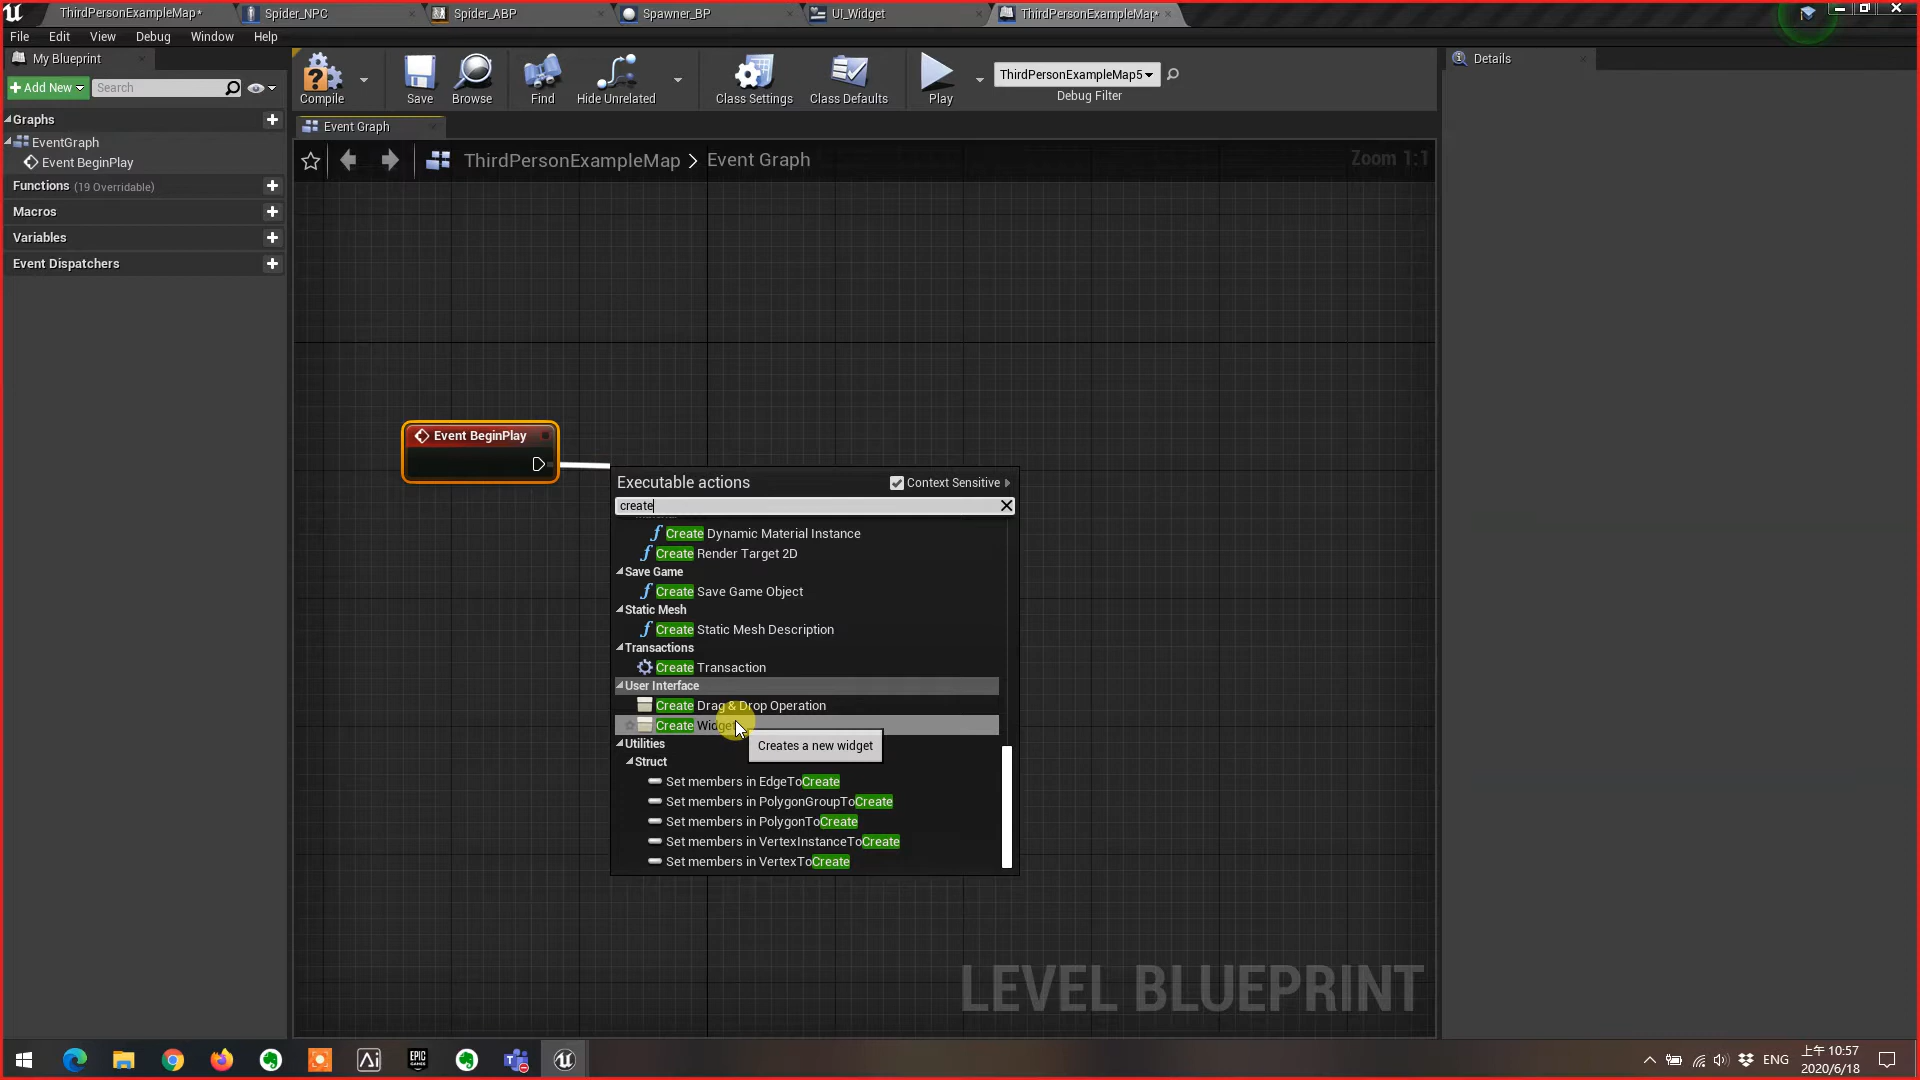 ThirdPersonExampleMap*
Spider_NPC
Spider_ABP
Spawner_BP
UI_Widget
ThirdPersonExampleMap*
File
Edit
View
Debug
Window
Help
My Blueprint
Add New
Search
Compile
Save
Browse
Find
Hide Unrelated
Class Settings
Class Defaults
Play
ThirdPersonExampleMap5
Debug Filter
Details
Graphs
EventGraph
Event BeginPlay
Functions (19 Overridable)
Macros
Variables
Event Dispatchers
Event Graph
ThirdPersonExampleMap > Event Graph
Zoom 1:1
Event BeginPlay
Executable actions
Context Sensitive
create
Create Dynamic Material Instance
Create Render Target 2D
Save Game
Create Save Game Object
Static Mesh
Create Static Mesh Description
Transactions
Create Transaction
User Interface
Create Drag & Drop Operation
Create Widget
Creates a new widget
Utilities
Struct
Set members in EdgeToCreate
Set members in PolygonGroupToCreate
Set members in PolygonToCreate
Set members in VertexInstanceToCreate
Set members in VertexToCreate
LEVEL BLUEPRINT
Ai
EPIC
GAMES
ENG
上午 10:57
2020/6/18